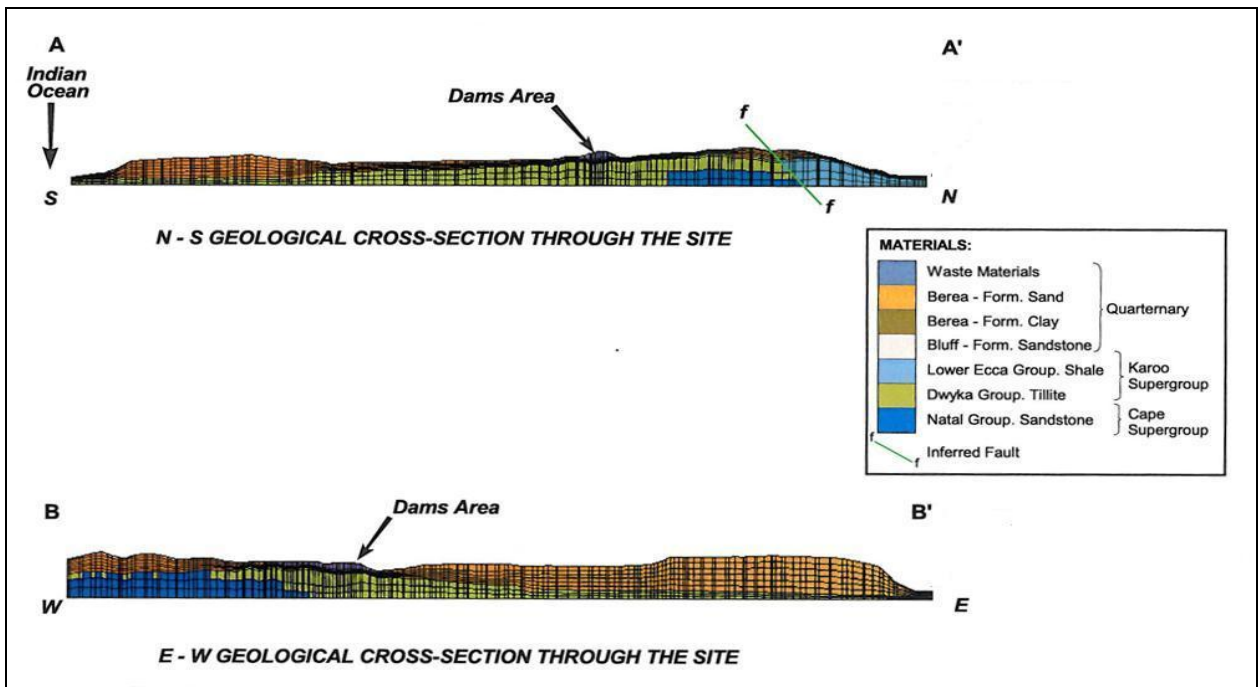 A
A'
Indian
Ocean
Dams Area
f
f
S
N
N - S GEOLOGICAL CROSS-SECTION THROUGH THE SITE
MATERIALS:
Waste Materials
Berea - Form. Sand
Berea - Form. Clay
Bluff - Form. Sandstone
Quarternary
Lower Ecca Group. Shale
Dwyka Group. Tillite
Karoo
Supergroup
Natal Group. Sandstone
Cape
Supergroup
f
f
Inferred Fault
B
B'
Dams Area
W
E
E - W GEOLOGICAL CROSS-SECTION THROUGH THE SITE